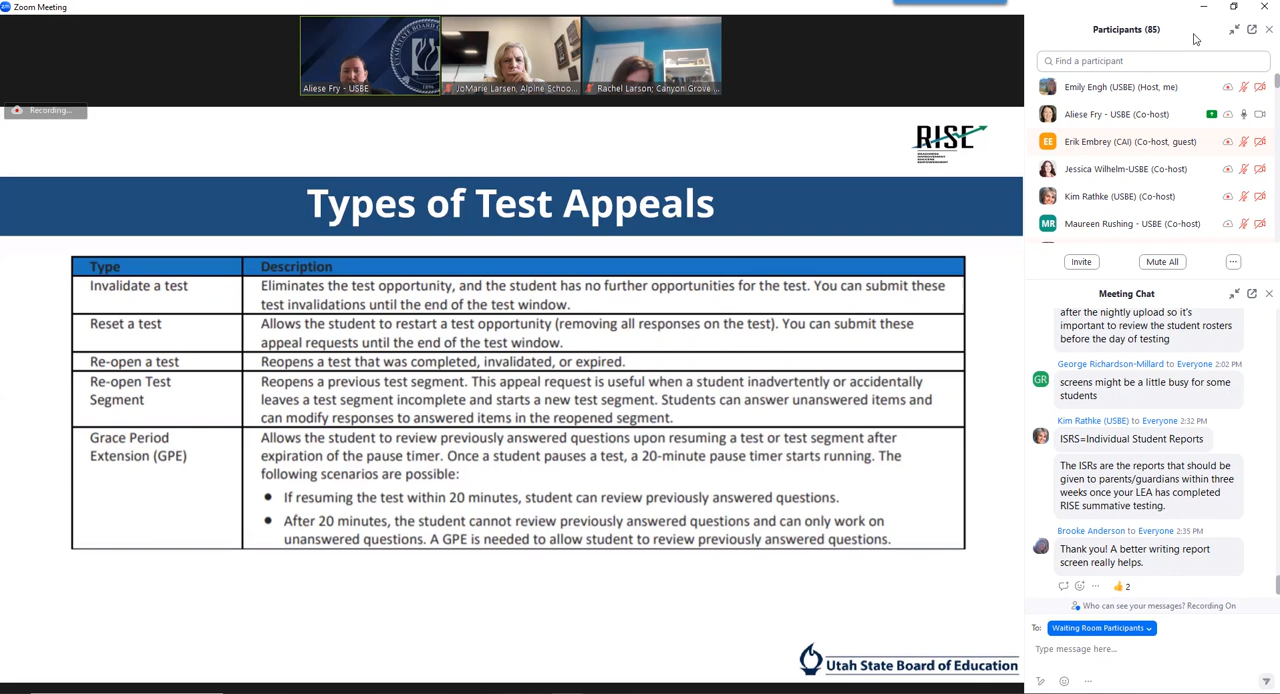 Zoom Meeting
Aliese Fry - USBE
JoMarie Larsen, Alpine Schoo...
Rachel Larson; Canyon Grove ...
Recording...
RISE
Types of Test Appeals
Type Description
Invalidate a test Eliminates the test opportunity, and the student has no further opportunities for the test. You can submit these
test invalidations until the end of the test window.
Reset a test Allows the student to restart a test opportunity (removing all responses on the test). You can submit these
appeal requests until the end of the test window.
Re-open a test Reopens a test that was completed, invalidated, or expired.
Re-open Test Reopens a previous test segment. This appeal request is useful when a student inadvertently or accidentally
Segment leaves a test segment incomplete and starts a new test segment. Students can answer unanswered items and
can modify responses to answered items in the reopened segment.
Grace Period Allows the student to review previously answered questions upon resuming a test or test segment after
Extension (GPE) expiration of the pause timer. Once a student pauses a test, a 20-minute pause timer starts running. The
following scenarios are possible:
• If resuming the test within 20 minutes, student can review previously answered questions.
• After 20 minutes, the student cannot review previously answered questions and can only work on
unanswered questions. A GPE is needed to allow student to review previously answered questions.
Utah State Board of Education
Participants (85)
Find a participant
Emily Engh (USBE) (Host, me)
Aliese Fry - USBE (Co-host)
EE Erik Embrey (CAI) (Co-host, guest)
Jessica Wilhelm-USBE (Co-host)
Kim Rathke (USBE) (Co-host)
MR Maureen Rushing - USBE (Co-host)
Invite Mute All ...
Meeting Chat
after the nightly upload so it's
important to review the student rosters
before the day of testing
George Richardson-Millard to Everyone 2:02 PM
GR screens might be a little busy for some
students
Kim Rathke (USBE) to Everyone 2:32 PM
ISRS=Individual Student Reports
The ISRs are the reports that should be
given to parents/guardians within three
weeks once your LEA has completed
RISE summative testing.
Brooke Anderson to Everyone 2:35 PM
Thank you! A better writing report
screen really helps.
... 👍 2
Who can see your messages? Recording On
To: Waiting Room Participants
Type message here...
...